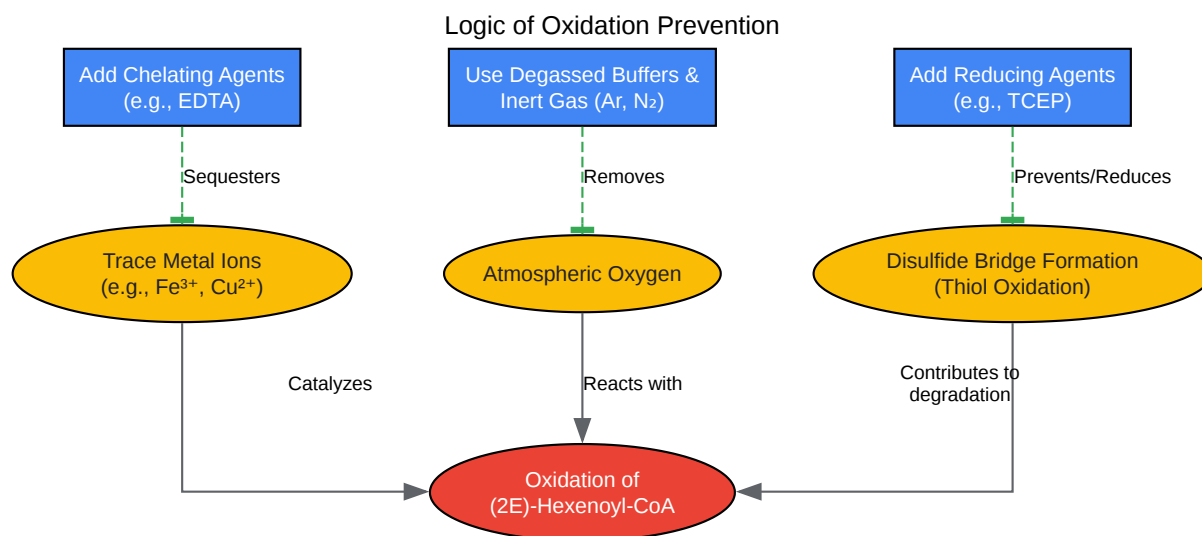 Logic of Oxidation Prevention
Add Chelating Agents
(e.g., EDTA)
Use Degassed Buffers &
Inert Gas (Ar, N₂)
Add Reducing Agents
(e.g., TCEP)
Sequesters
Removes
Prevents/Reduces
Trace Metal Ions
(e.g., Fe³⁺, Cu²⁺)
Atmospheric Oxygen
Disulfide Bridge Formation
(Thiol Oxidation)
Catalyzes
Reacts with
Contributes to
degradation
Oxidation of
(2E)-Hexenoyl-CoA